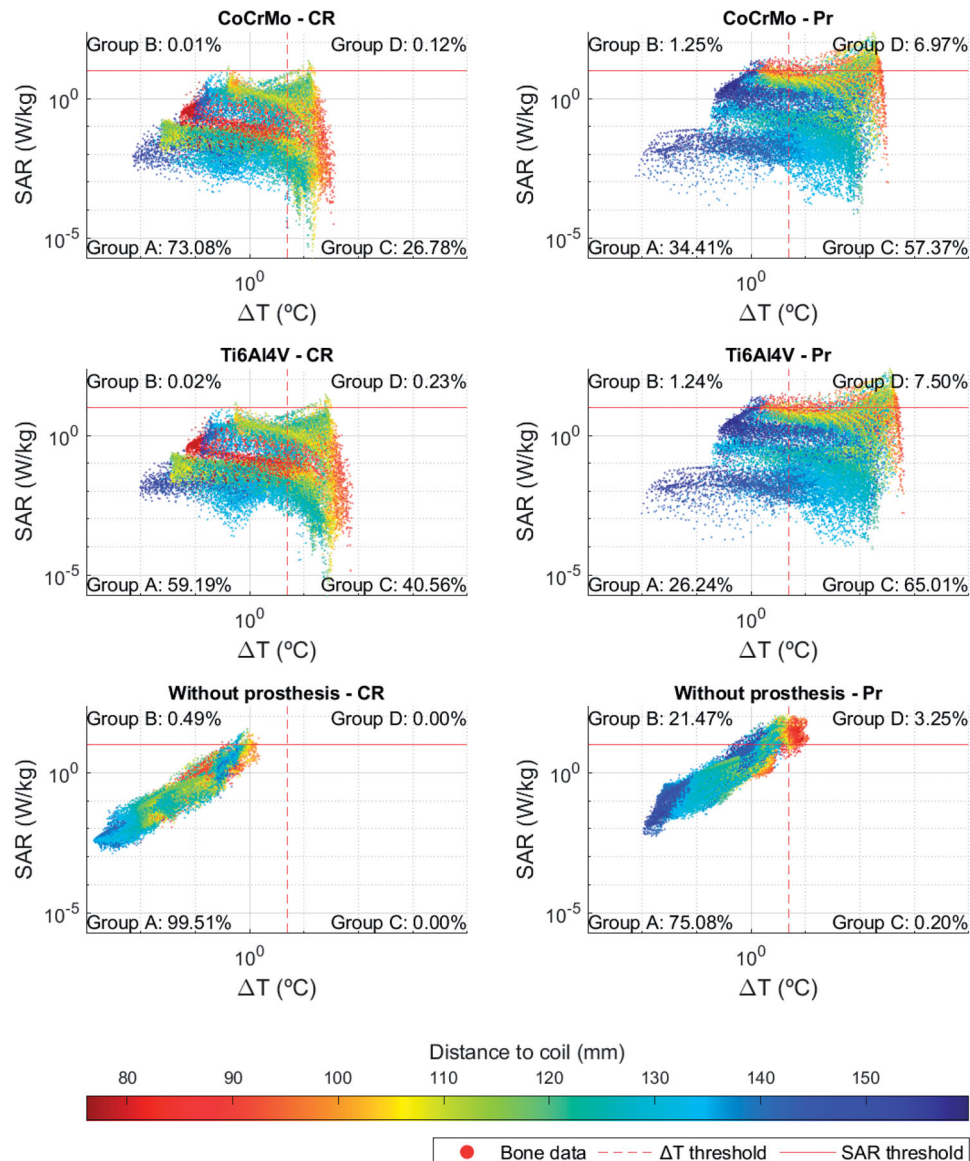 CoCrMo - CR
Group B: 0.01%
Group D: 0.12%
SAR (W/kg)
10^0
10^-5
Group A: 73.08%
Group C: 26.78%
10^0
ΔT (ºC)
CoCrMo - Pr
Group B: 1.25%
Group D: 6.97%
SAR (W/kg)
10^0
10^-5
Group A: 34.41%
Group C: 57.37%
10^0
ΔT (ºC)
Ti6Al4V - CR
Group B: 0.02%
Group D: 0.23%
SAR (W/kg)
10^0
10^-5
Group A: 59.19%
Group C: 40.56%
10^0
ΔT (ºC)
Ti6Al4V - Pr
Group B: 1.24%
Group D: 7.50%
SAR (W/kg)
10^0
10^-5
Group A: 26.24%
Group C: 65.01%
10^0
ΔT (ºC)
Without prosthesis - CR
Group B: 0.49%
Group D: 0.00%
SAR (W/kg)
10^0
10^-5
Group A: 99.51%
Group C: 0.00%
10^0
ΔT (ºC)
Without prosthesis - Pr
Group B: 21.47%
Group D: 3.25%
SAR (W/kg)
10^0
10^-5
Group A: 75.08%
Group C: 0.20%
10^0
ΔT (ºC)
Distance to coil (mm)
80 90 100 110 120 130 140 150
Bone data ΔT threshold SAR threshold